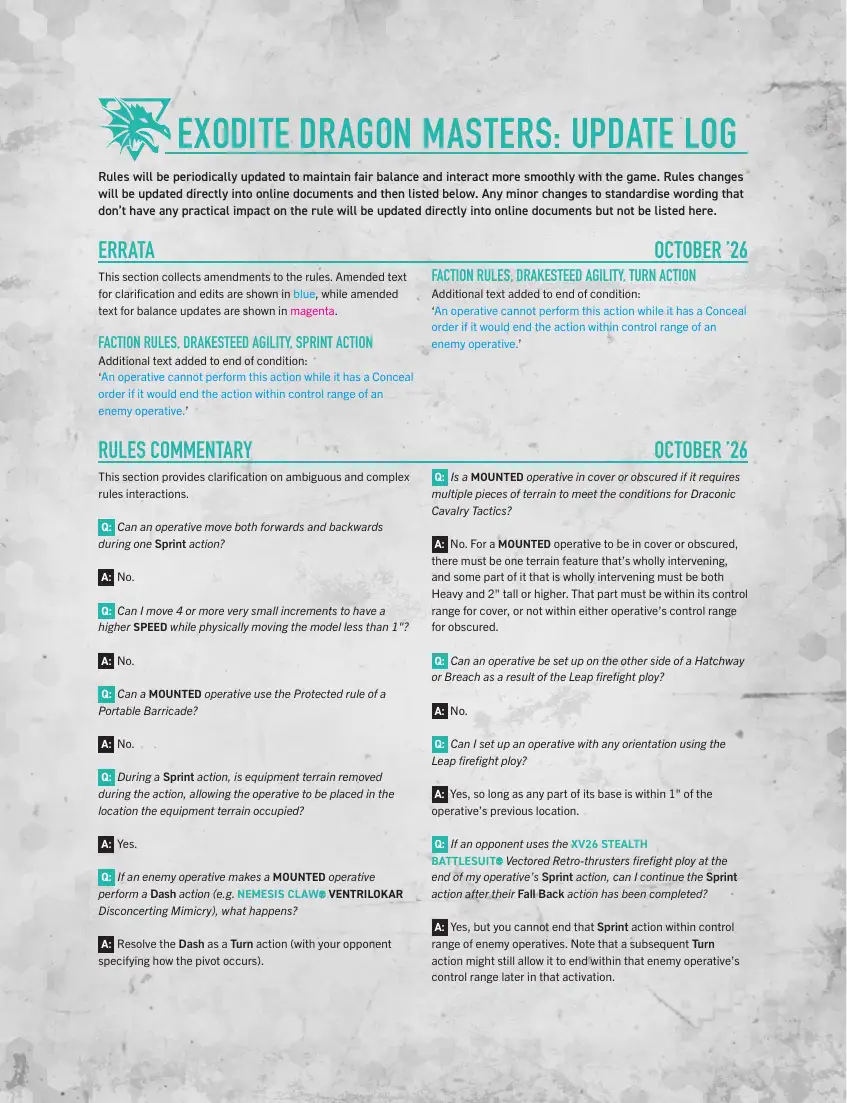 EXODITE DRAGON MASTERS: UPDATE LOG
Rules will be periodically updated to maintain fair balance and interact more smoothly with the game. Rules changes
will be updated directly into online documents and then listed below. Any minor changes to standardise wording that
don’t have any practical impact on the rule will be updated directly into online documents but not be listed here.
ERRATA
OCTOBER ’26
This section collects amendments to the rules. Amended text
for clarification and edits are shown in blue, while amended
text for balance updates are shown in magenta.
FACTION RULES, DRAKESTEED AGILITY, SPRINT ACTION
Additional text added to end of condition:
‘An operative cannot perform this action while it has a Conceal
order if it would end the action within control range of an
enemy operative.’
FACTION RULES, DRAKESTEED AGILITY, TURN ACTION
Additional text added to end of condition:
‘An operative cannot perform this action while it has a Conceal
order if it would end the action within control range of an
enemy operative.’
RULES COMMENTARY
OCTOBER ’26
This section provides clarification on ambiguous and complex
rules interactions.
Q: Can an operative move both forwards and backwards
during one Sprint action?
A: No.
Q: Can I move 4 or more very small increments to have a
higher SPEED while physically moving the model less than 1"?
A: No.
Q: Can a MOUNTED operative use the Protected rule of a
Portable Barricade?
A: No.
Q: During a Sprint action, is equipment terrain removed
during the action, allowing the operative to be placed in the
location the equipment terrain occupied?
A: Yes.
Q: If an enemy operative makes a MOUNTED operative
perform a Dash action (e.g. NEMESIS CLAW VENTRILOKAR
Disconcerting Mimicry), what happens?
A: Resolve the Dash as a Turn action (with your opponent
specifying how the pivot occurs).
Q: Is a MOUNTED operative in cover or obscured if it requires
multiple pieces of terrain to meet the conditions for Draconic
Cavalry Tactics?
A: No. For a MOUNTED operative to be in cover or obscured,
there must be one terrain feature that’s wholly intervening,
and some part of it that is wholly intervening must be both
Heavy and 2" tall or higher. That part must be within its control
range for cover, or not within either operative’s control range
for obscured.
Q: Can an operative be set up on the other side of a Hatchway
or Breach as a result of the Leap firefight ploy?
A: No.
Q: Can I set up an operative with any orientation using the
Leap firefight ploy?
A: Yes, so long as any part of its base is within 1" of the
operative’s previous location.
Q: If an opponent uses the XV26 STEALTH
BATTLESUIT Vectored Retro-thrusters firefight ploy at the
end of my operative’s Sprint action, can I continue the Sprint
action after their Fall Back action has been completed?
A: Yes, but you cannot end that Sprint action within control
range of enemy operatives. Note that a subsequent Turn
action might still allow it to end within that enemy operative’s
control range later in that activation.